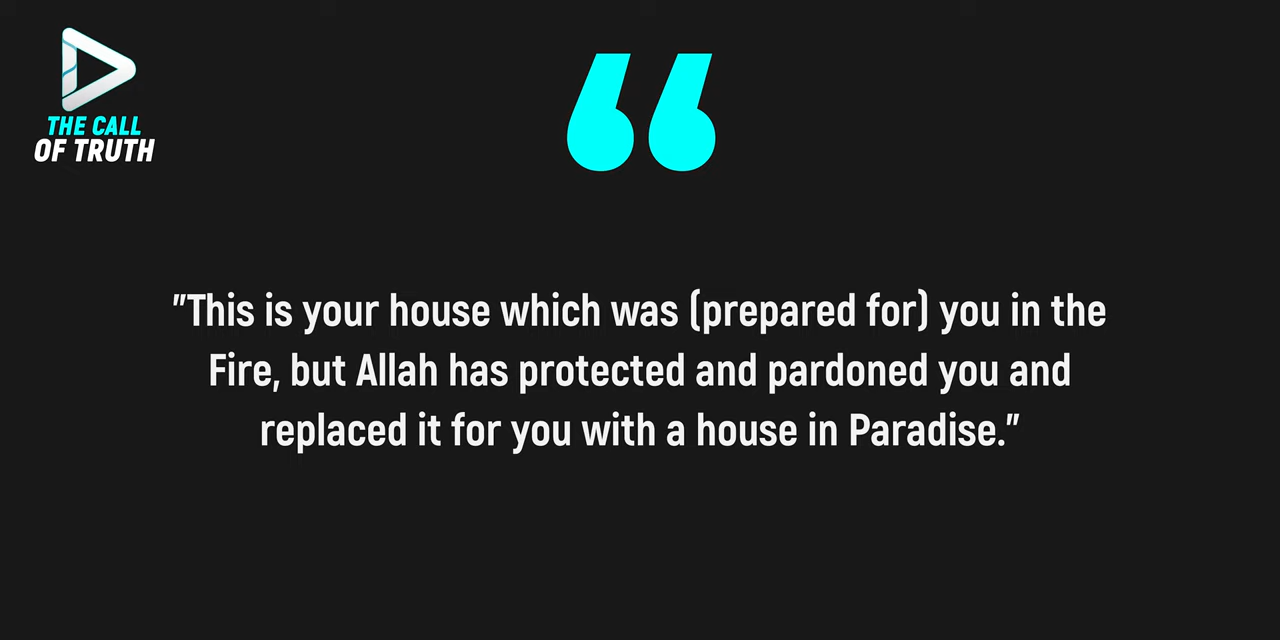 THE CALL
OF TRUTH
“
"This is your house which was (prepared for) you in the
Fire, but Allah has protected and pardoned you and
replaced it for you with a house in Paradise."